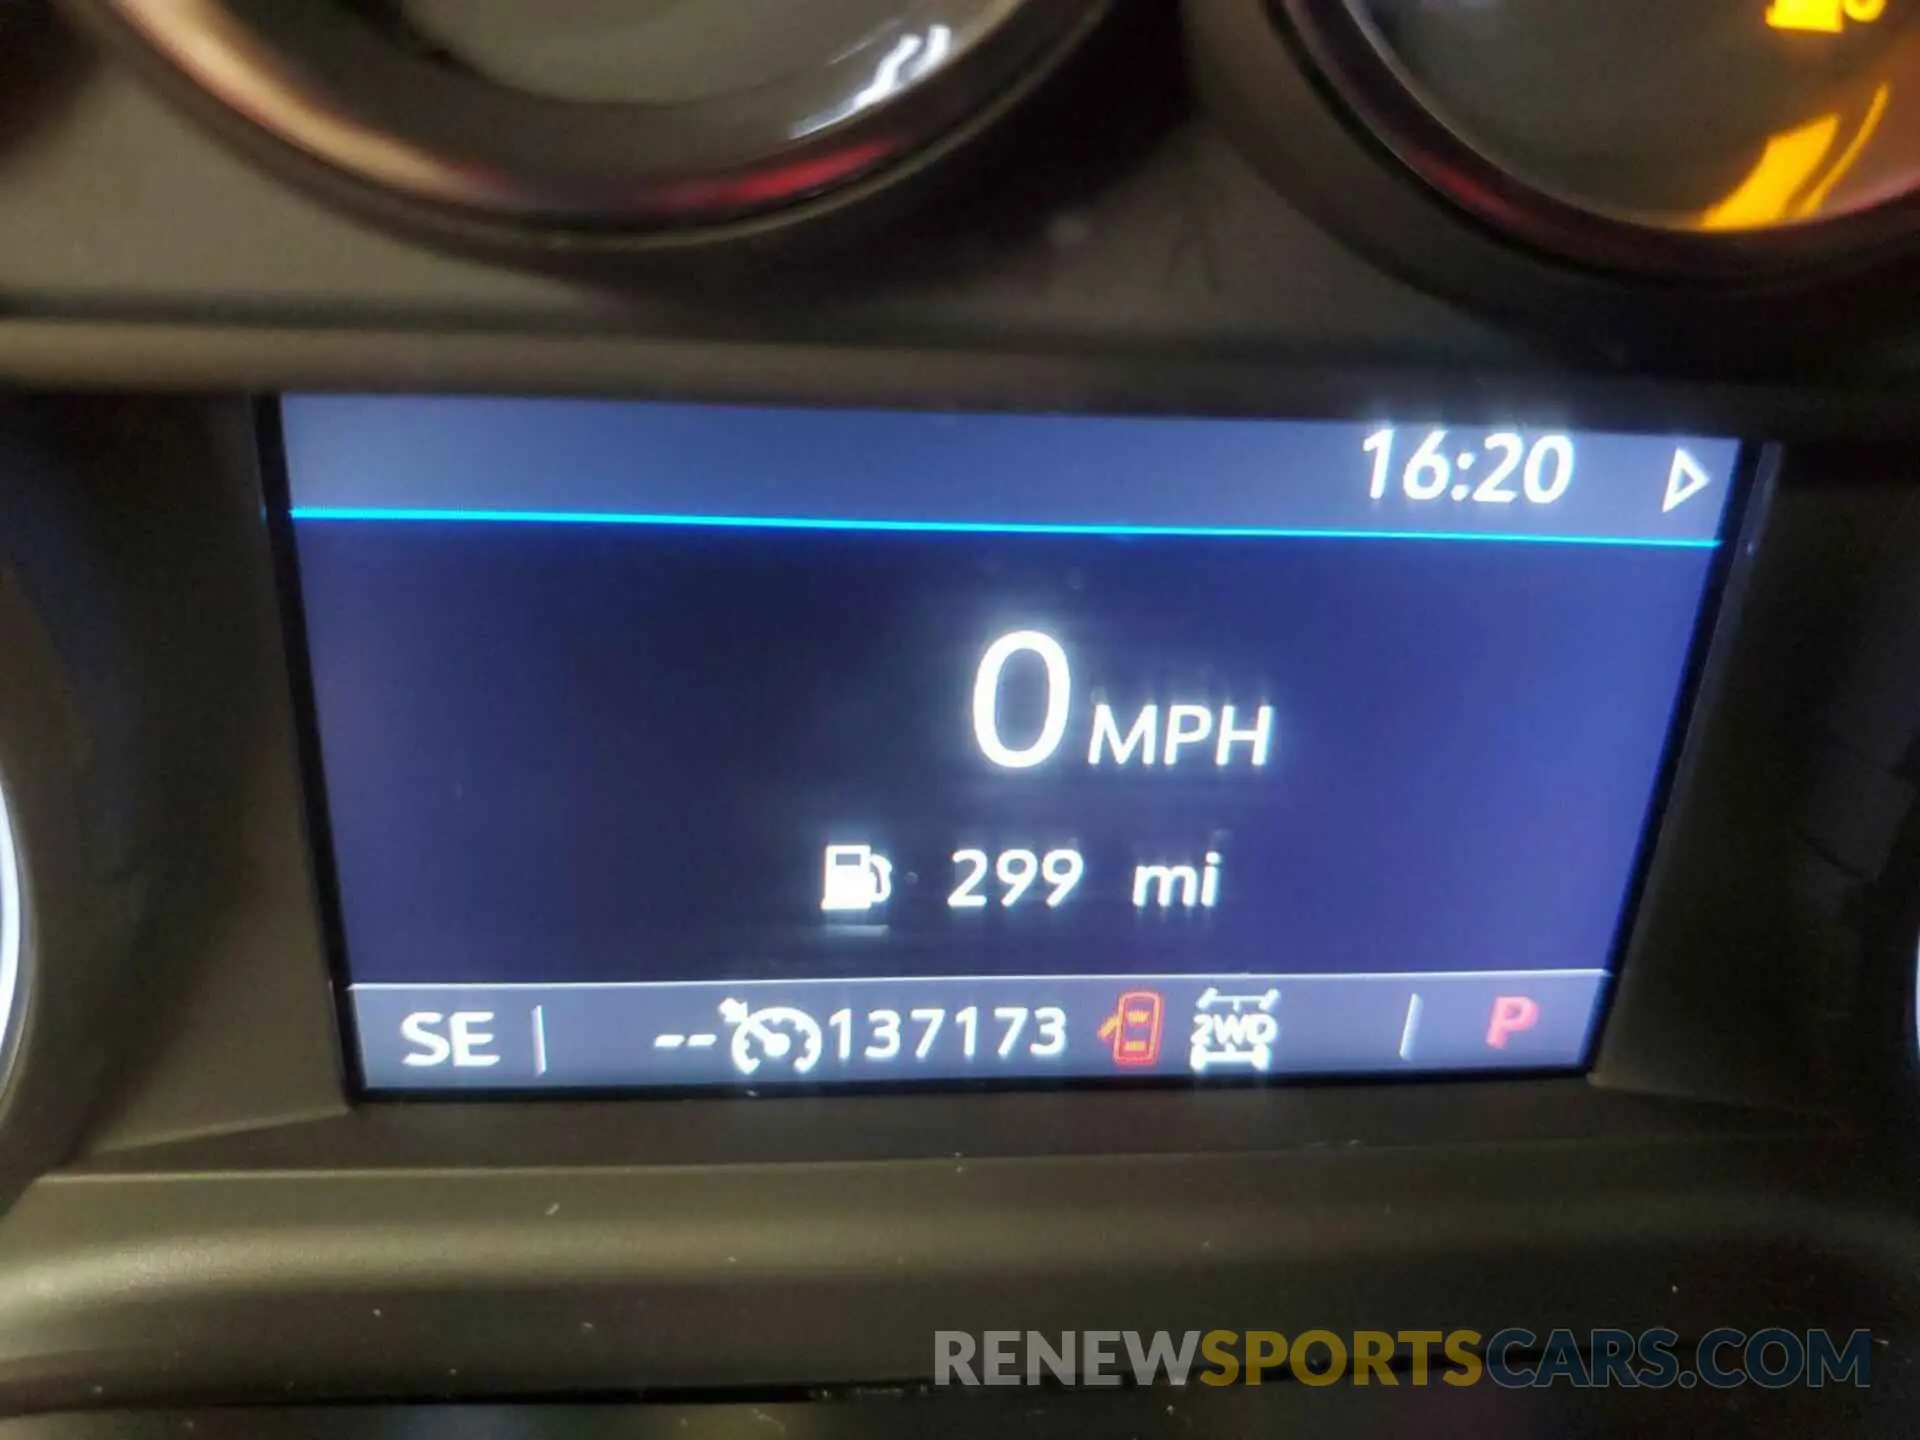 16:20
0 MPH
299 mi
SE -- 137173 2WD P
RENEWSPORTSCARS.COM